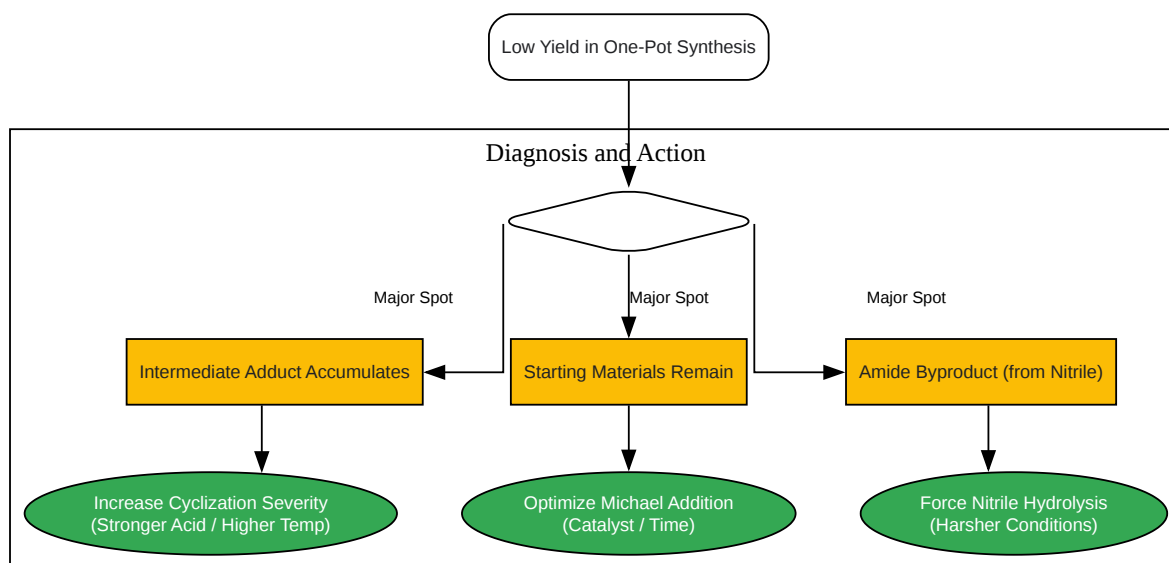 Low Yield in One-Pot Synthesis
Diagnosis and Action
Major Spot
Major Spot
Major Spot
Intermediate Adduct Accumulates
Starting Materials Remain
Amide Byproduct (from Nitrile)
Increase Cyclization Severity
(Stronger Acid / Higher Temp)
Optimize Michael Addition
(Catalyst / Time)
Force Nitrile Hydrolysis
(Harsher Conditions)